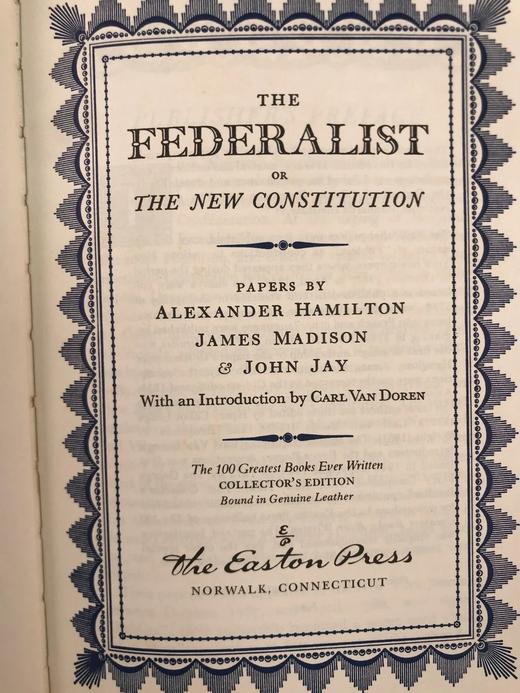 THE
FEDERALIST
OR
THE NEW CONSTITUTION
PAPERS BY
ALEXANDER HAMILTON
JAMES MADISON
& JOHN JAY
With an Introduction by CARL VAN DOREN
The 100 Greatest Books Ever Written
COLLECTOR'S EDITION
Bound in Genuine Leather
E
P
The Easton Press
NORWALK, CONNECTICUT